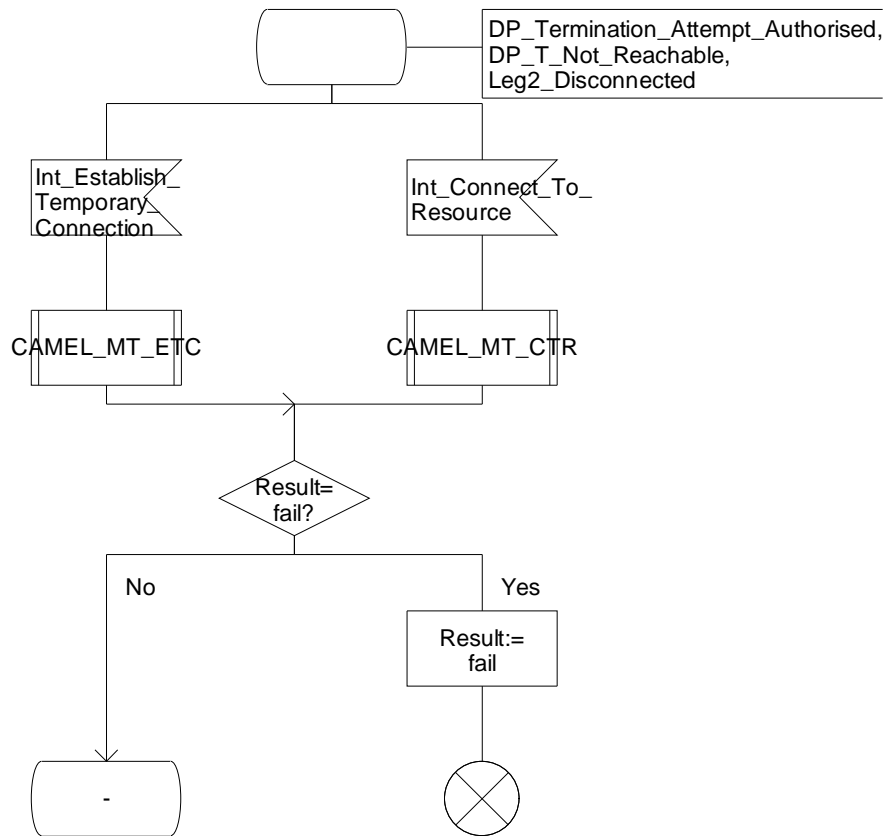 DP_Termination_Attempt_Authorised,
DP_T_Not_Reachable,
Leg2_Disconnected
Int_Establish_
Temporary_
Connection
Int_Connect_To_
Resource
CAMEL_MT_ETC
CAMEL_MT_CTR
Result=
fail?
No
Yes
Result:=
fail
-